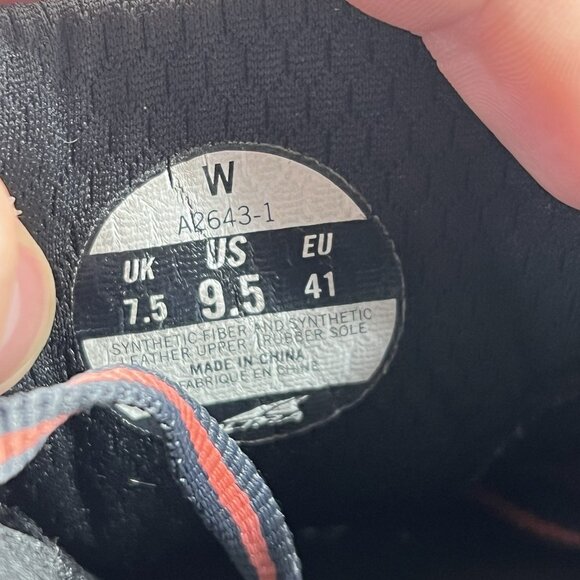 W
A2643-1
UK US EU
7.5 9.5 41
SYNTHETIC FIBER AND SYNTHETIC
LEATHER UPPER RUBBER SOLE
MADE IN CHINA
FABRIQUE EN CHINE